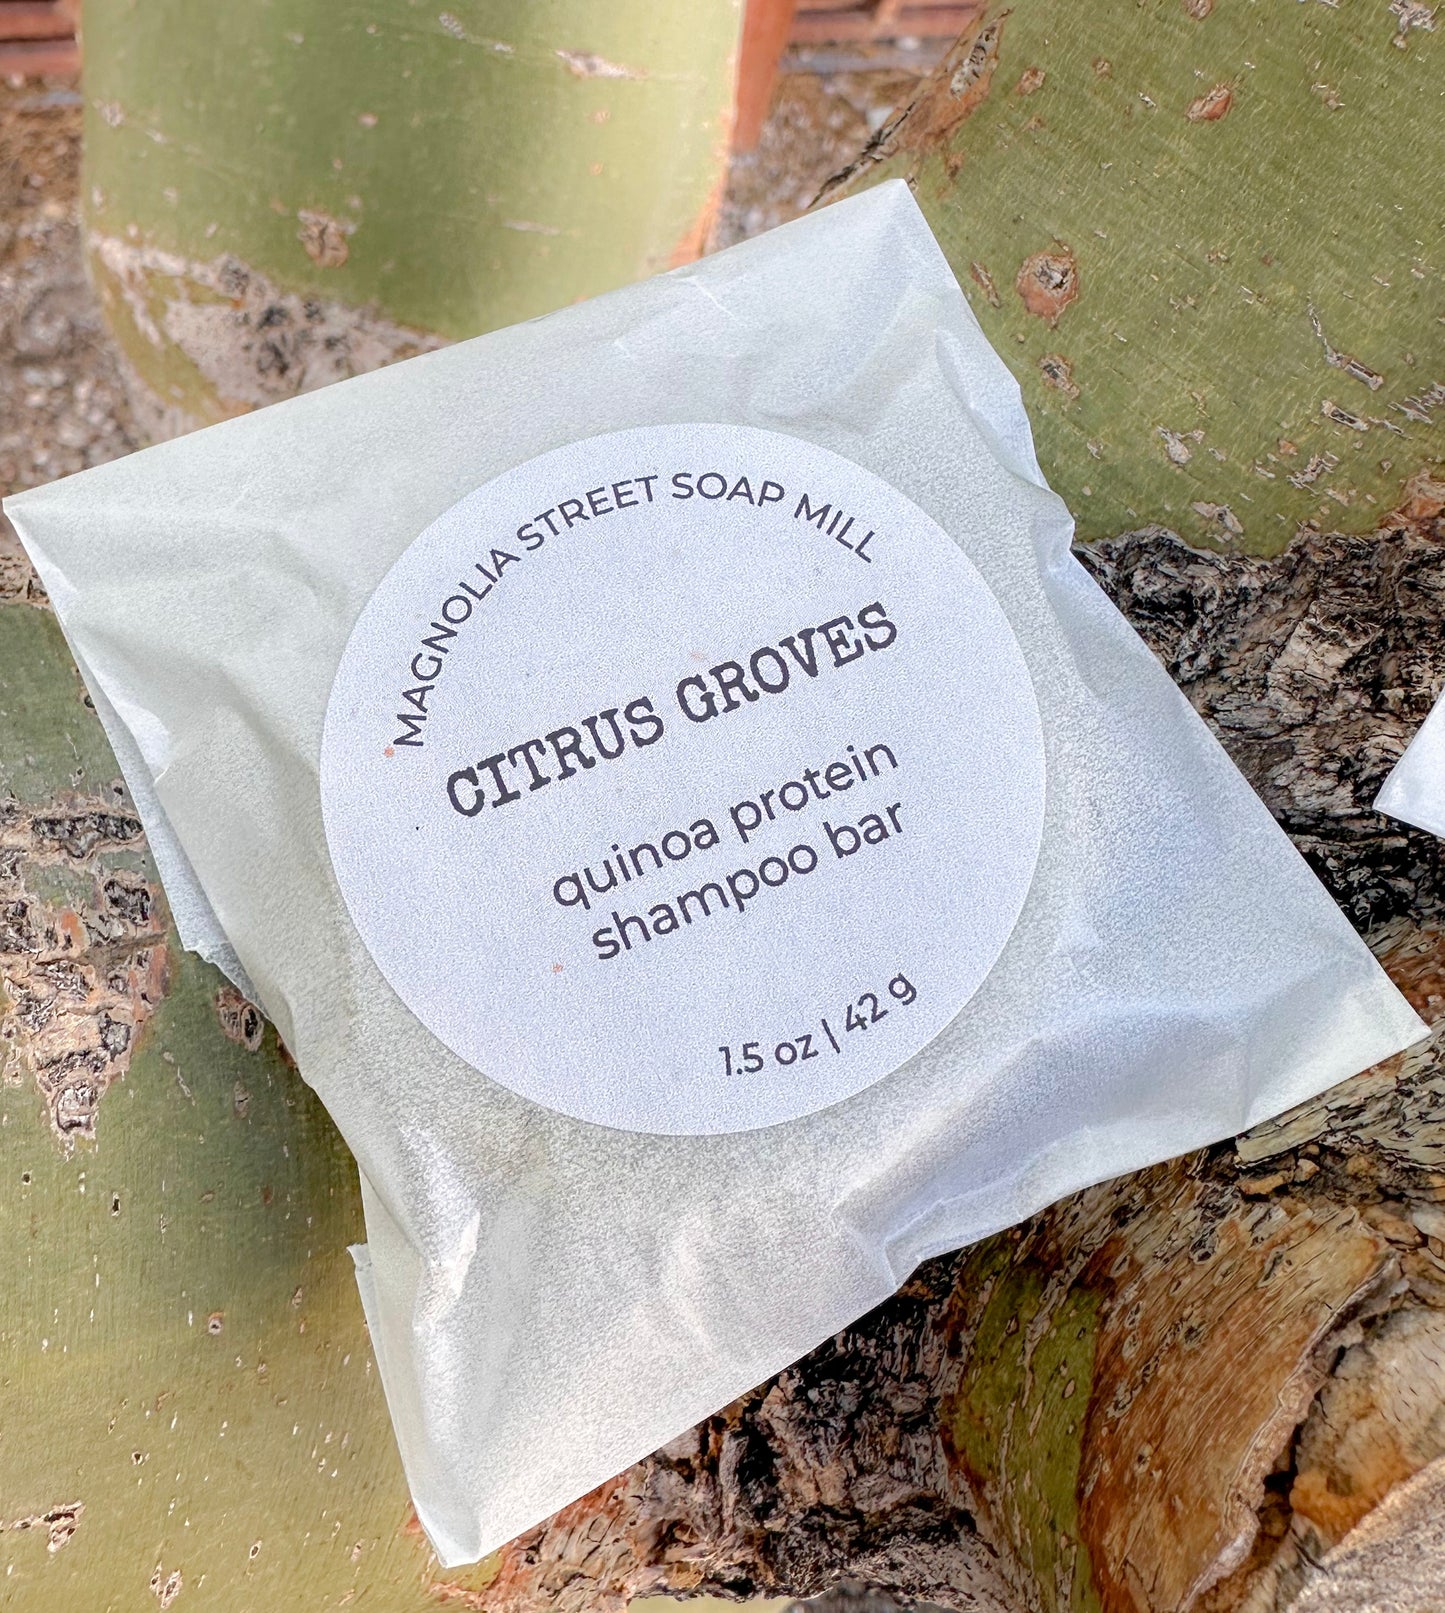 MAGNOLIA STREET SOAP MILL
CITRUS GROVES
quinoa protein
shampoo bar
1.5 oz | 42 g